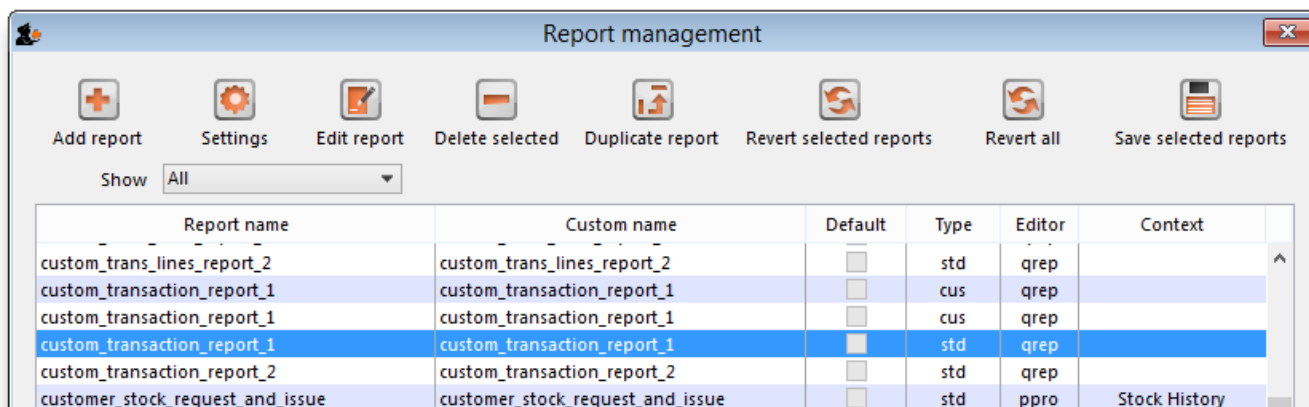 Report management
Add report Settings Edit report Delete selected Duplicate report Revert selected reports Revert all Save selected reports
Show All
Report name Custom name Default Type Editor Context
custom_trans_lines_report_2 custom_trans_lines_report_2 std qrep
custom_transaction_report_1 custom_transaction_report_1 cus qrep
custom_transaction_report_1 custom_transaction_report_1 cus qrep
custom_transaction_report_1 custom_transaction_report_1 std qrep
custom_transaction_report_2 custom_transaction_report_2 std qrep
customer_stock_request_and_issue customer_stock_request_and_issue std ppro Stock History